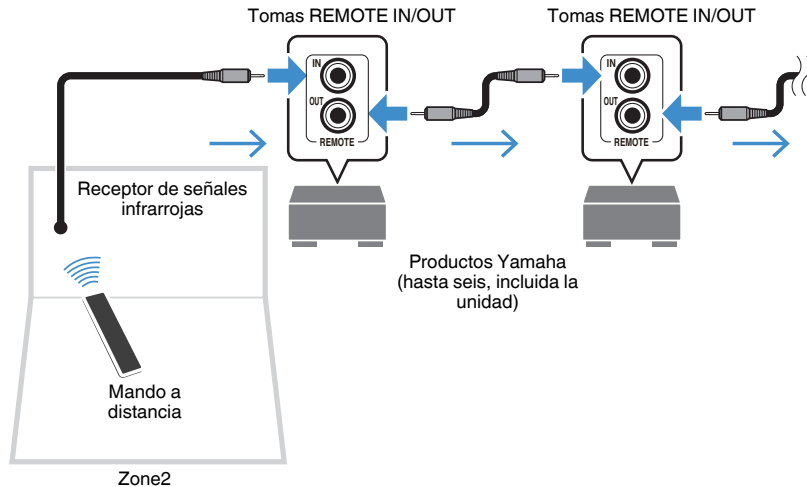 Tomas REMOTE IN/OUT
Tomas REMOTE IN/OUT
IN
OUT
REMOTE
IN
OUT
REMOTE
Receptor de señales
infrarrojas
Productos Yamaha
(hasta seis, incluida la
unidad)
Mando a
distancia
Zone2